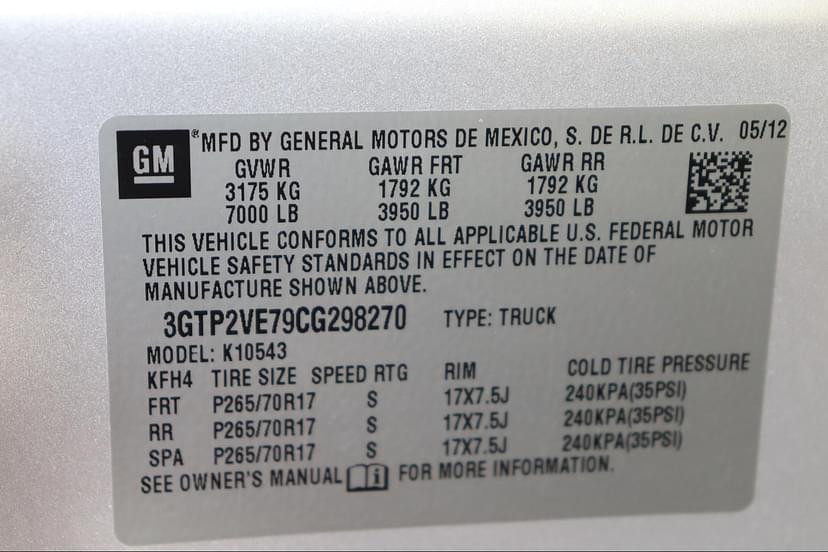 GM ® MFD BY GENERAL MOTORS DE MEXICO, S. DE R.L. DE C.V. 05/12
GVWR GAWR FRT GAWR RR
3175 KG 1792 KG 1792 KG
7000 LB 3950 LB 3950 LB
THIS VEHICLE CONFORMS TO ALL APPLICABLE U.S. FEDERAL MOTOR
VEHICLE SAFETY STANDARDS IN EFFECT ON THE DATE OF
MANUFACTURE SHOWN ABOVE.
3GTP2VE79CG298270 TYPE: TRUCK
MODEL: K10543
KFH4 TIRE SIZE SPEED RTG RIM COLD TIRE PRESSURE
FRT P265/70R17 S 17X7.5J 240KPA(35PSI)
RR P265/70R17 S 17X7.5J 240KPA(35PSI)
SPA P265/70R17 S 17X7.5J 240KPA(35PSI)
SEE OWNER'S MANUAL i FOR MORE INFORMATION.